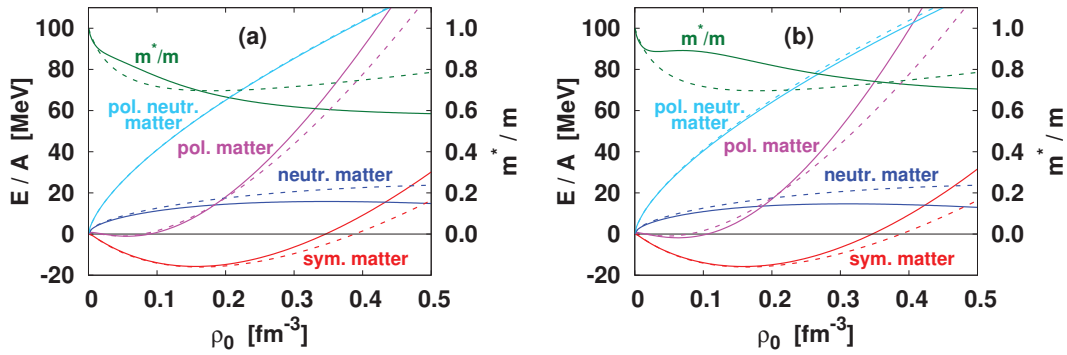 (a)
m*/m
pol. neutr.
matter
pol. matter
neutr. matter
sym. matter
E / A [MeV]
100
80
60
40
20
0
-20
1.0
0.8
0.6
0.4
0.2
0.0
m* / m
0
0.1
0.2
0.3
0.4
0.5
ρ0 [fm-3]
(b)
m*/m
pol. neutr.
matter
pol. matter
neutr. matter
sym. matter
E / A [MeV]
100
80
60
40
20
0
-20
1.0
0.8
0.6
0.4
0.2
0.0
m* / m
0
0.1
0.2
0.3
0.4
0.5
ρ0 [fm-3]